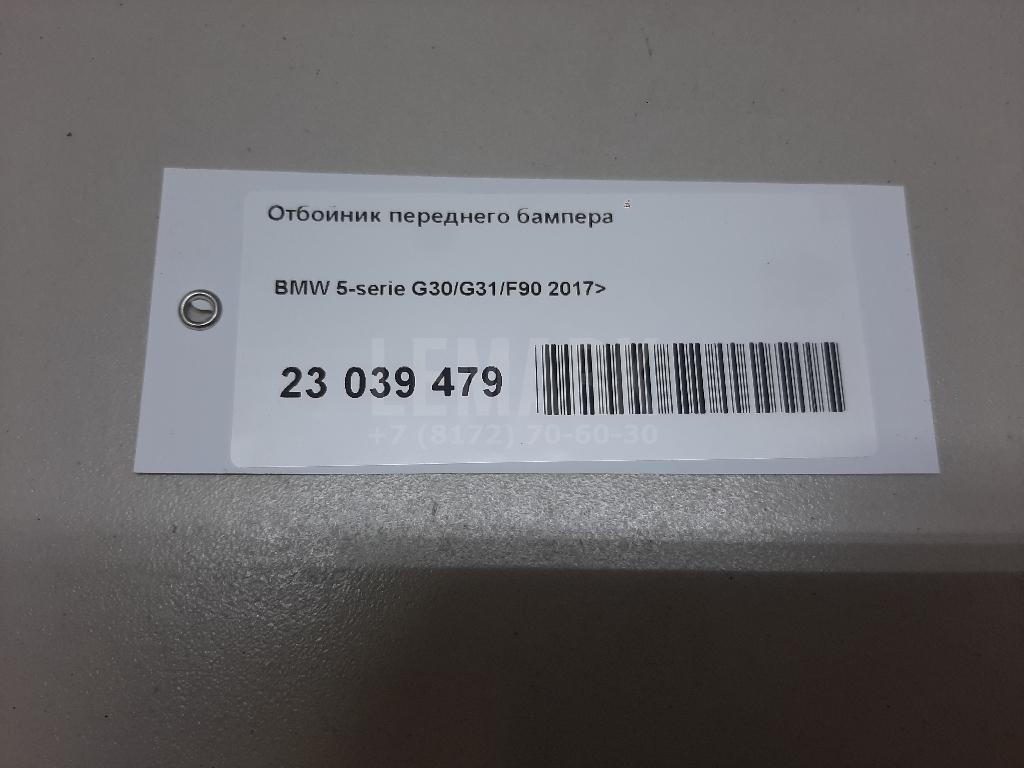 Отбойник переднего бампера
BMW 5-serie G30/G31/F90 2017>
23 039 479
+7 (8172) 70-60-30